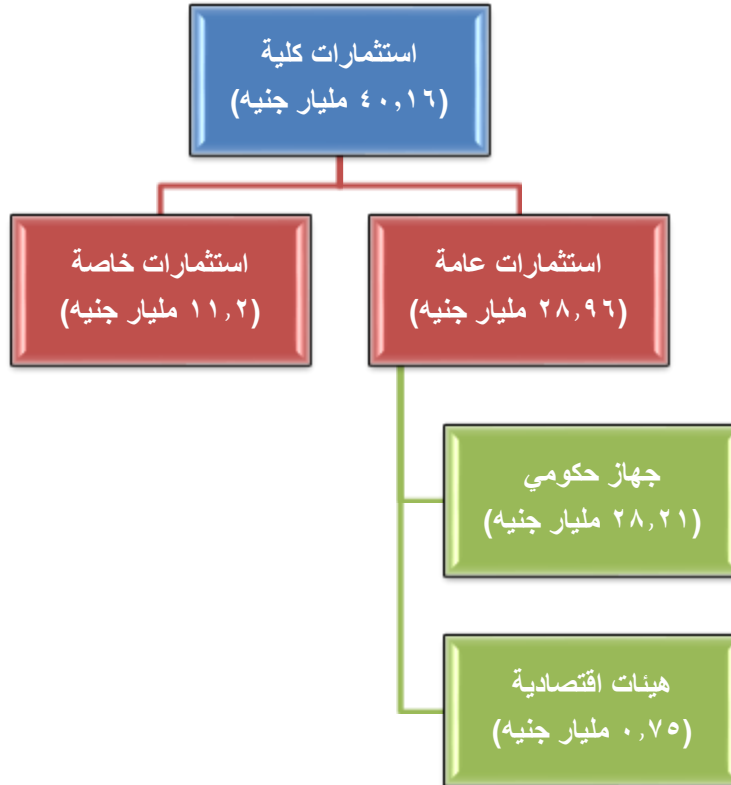 استثمارات كلية
(٤٠,١٦ مليار جنيه)
استثمارات عامة
(٢٨,٩٦ مليار جنيه)
استثمارات خاصة
(١١,٢ مليار جنيه)
جهاز حكومي
(٢٨,٢١ مليار جنيه)
هيئات اقتصادية
(٠,٧٥ مليار جنيه)